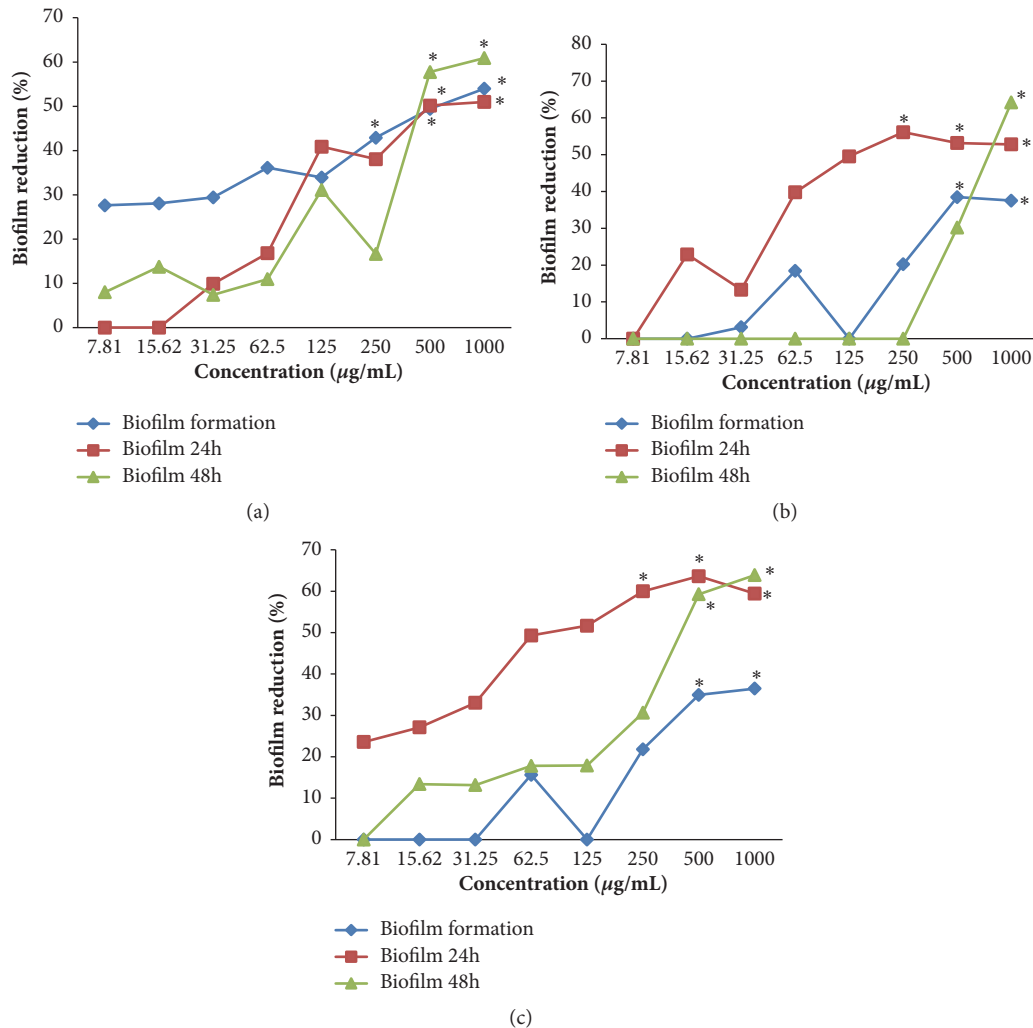 70
60
50
40
30
20
10
0
Biofilm reduction (%)
* * * * * * *
7.81 15.62 31.25 62.5 125 250 500 1000
Concentration (μg/mL)
Biofilm formation
Biofilm 24h
Biofilm 48h
(a)
80
70
60
50
40
30
20
10
0
Biofilm reduction (%)
* * * * * *
7.81 15.62 31.25 62.5 125 250 500 1000
Concentration (μg/mL)
Biofilm formation
Biofilm 24h
Biofilm 48h
(b)
70
60
50
40
30
20
10
0
Biofilm reduction (%)
* * * * * * *
7.81 15.62 31.25 62.5 125 250 500 1000
Concentration (μg/mL)
Biofilm formation
Biofilm 24h
Biofilm 48h
(c)